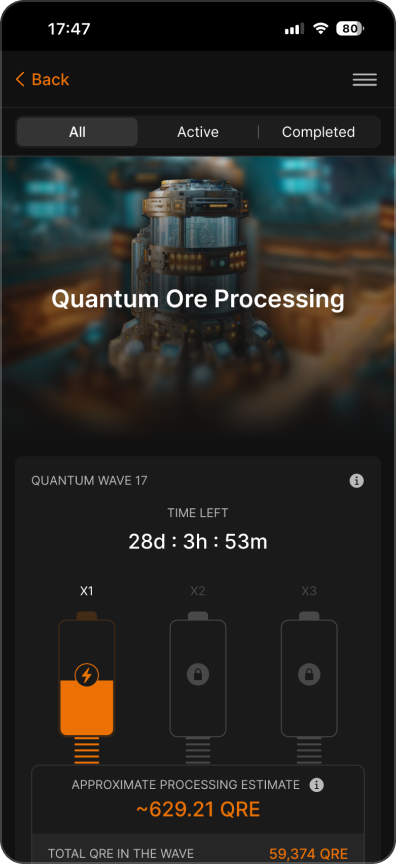 17:47
80
Back
All
Active
Completed
Quantum Ore Processing
QUANTUM WAVE 17
TIME LEFT
28d : 3h : 53m
X1
X2
X3
APPROXIMATE PROCESSING ESTIMATE
~629.21 QRE
TOTAL QRE IN THE WAVE
59,374 QRE